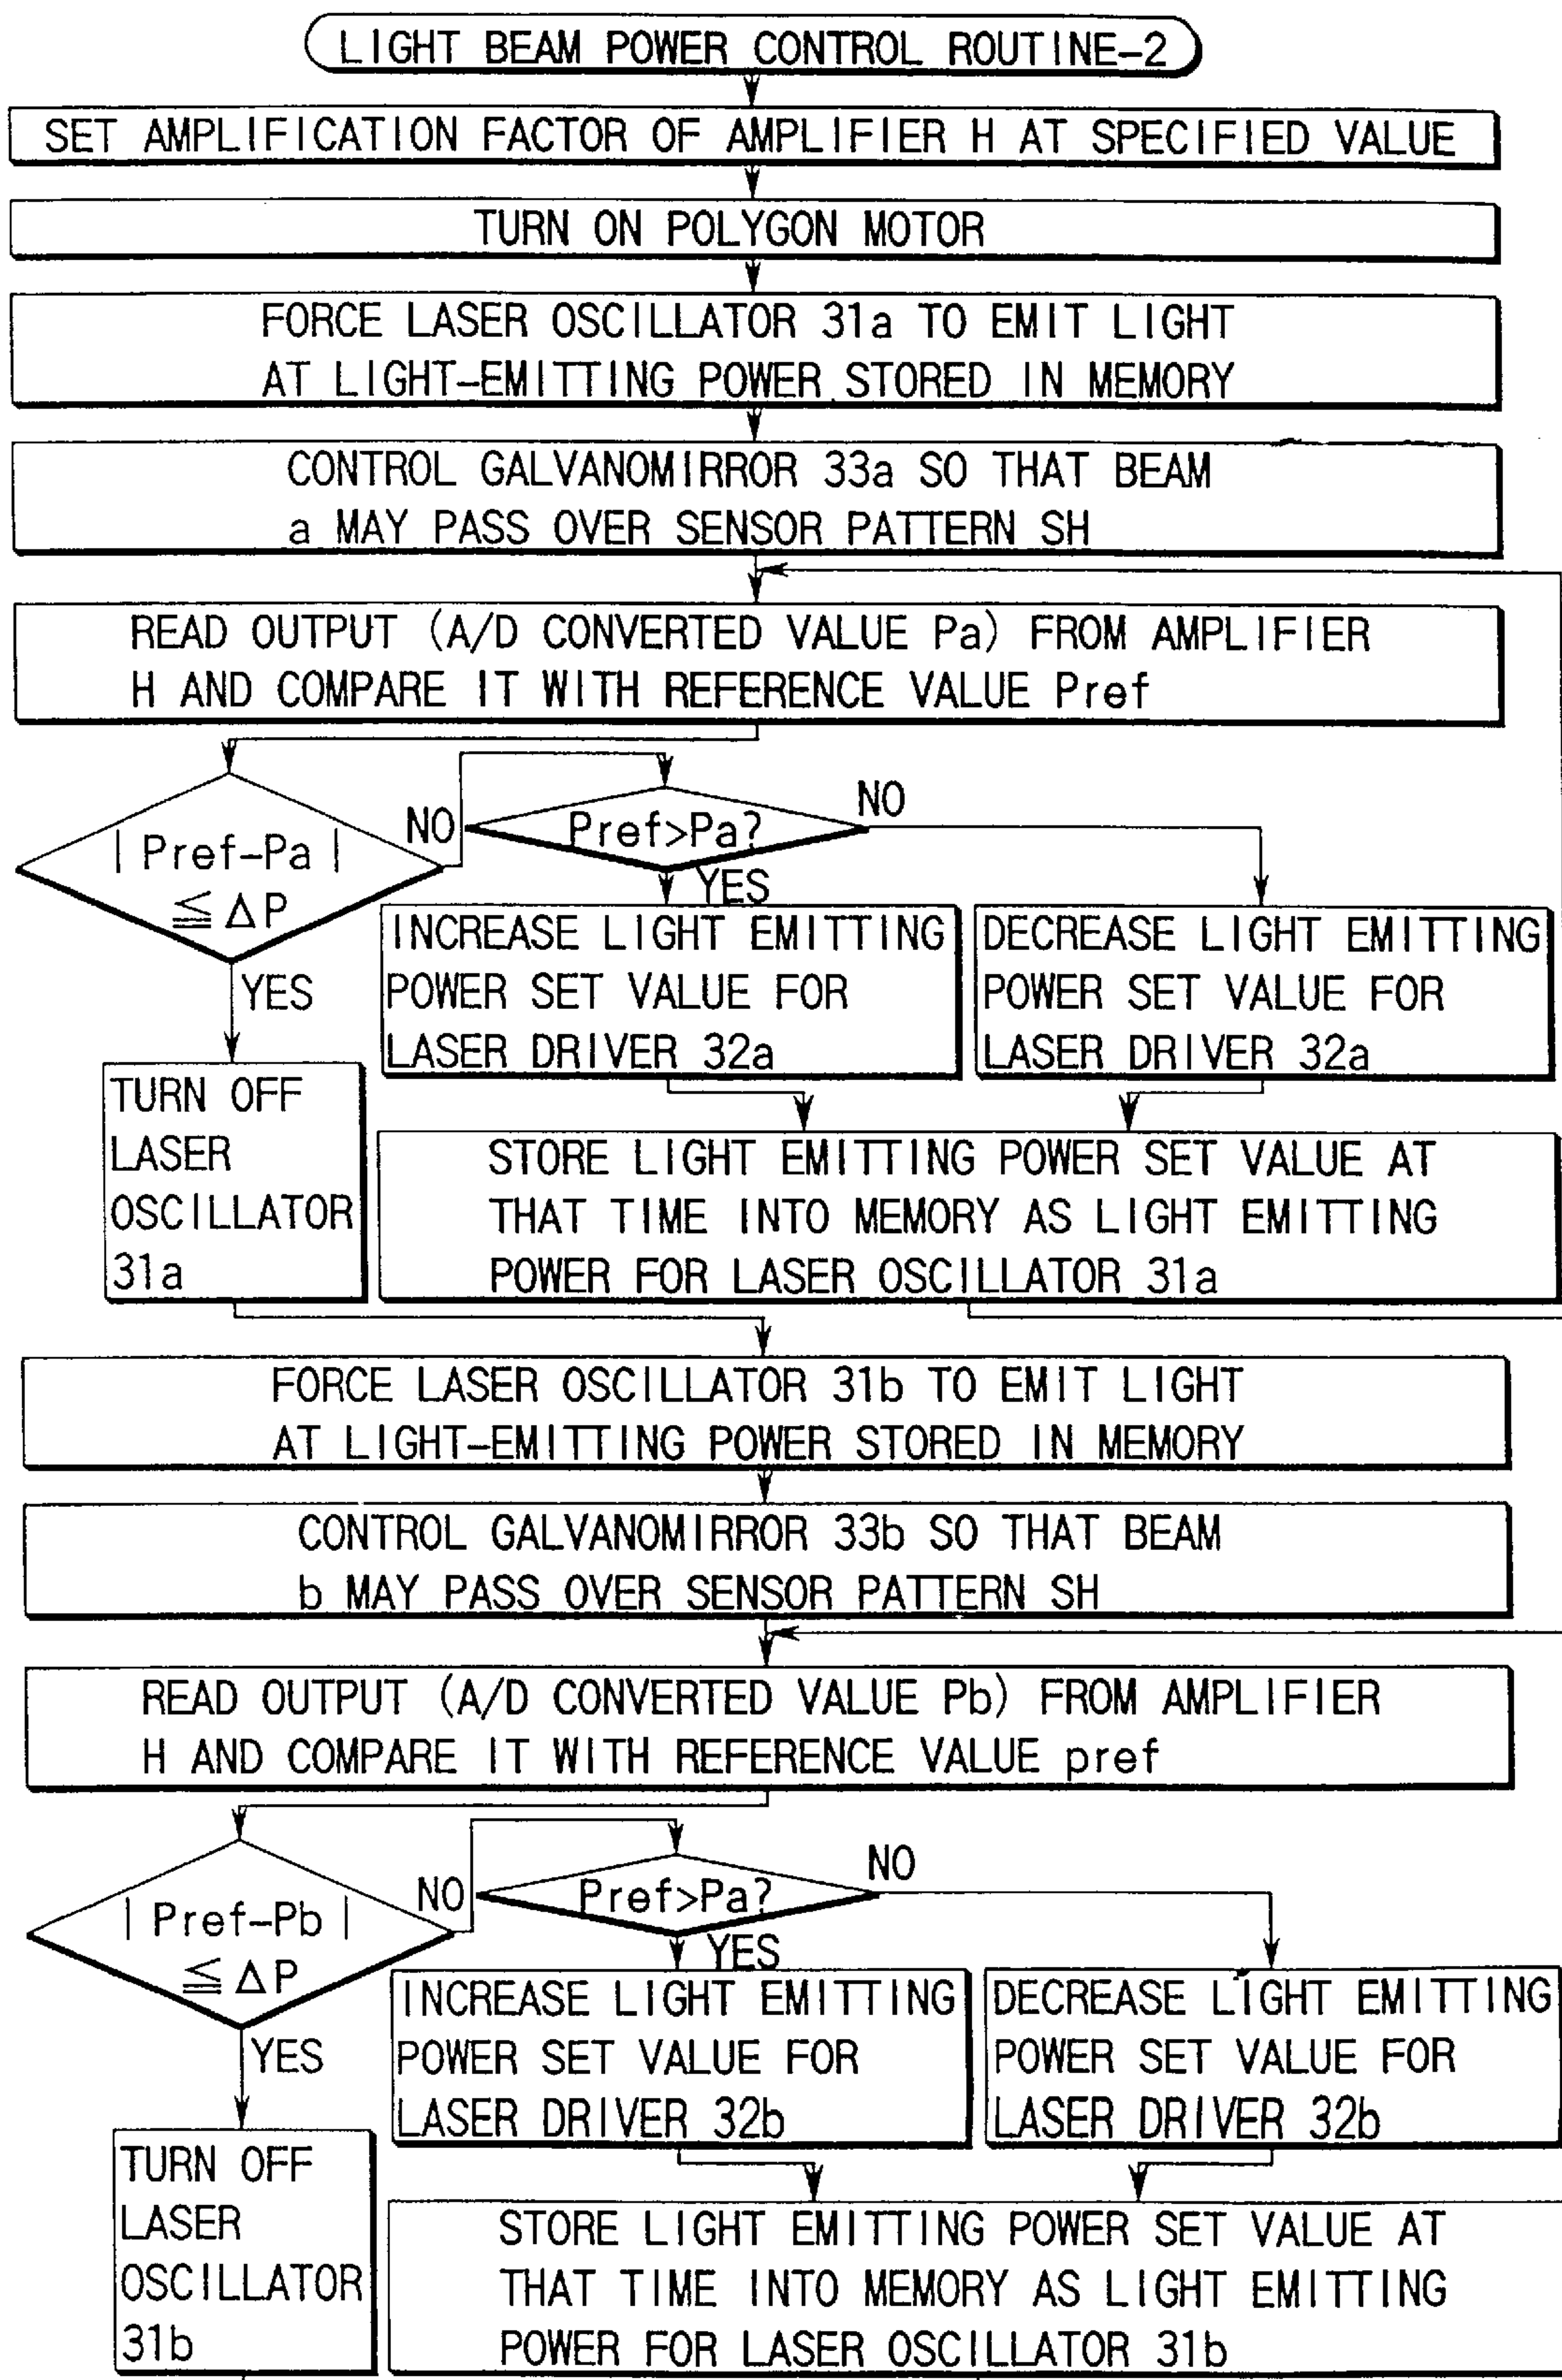 LIGHT BEAM POWER CONTROL ROUTINE-2
SET AMPLIFICATION FACTOR OF AMPLIFIER H AT SPECIFIED VALUE
TURN ON POLYGON MOTOR
FORCE LASER OSCILLATOR 31a TO EMIT LIGHT
AT LIGHT-EMITTING POWER STORED IN MEMORY
CONTROL GALVANOMIRROR 33a SO THAT BEAM
a MAY PASS OVER SENSOR PATTERN SH
READ OUTPUT (A/D CONVERTED VALUE Pa) FROM AMPLIFIER
H AND COMPARE IT WITH REFERENCE VALUE Pref
| Pref-Pa |
≦ ΔP
NO
Pref>Pa?
NO
YES
YES
INCREASE LIGHT EMITTING
POWER SET VALUE FOR
LASER DRIVER 32a
DECREASE LIGHT EMITTING
POWER SET VALUE FOR
LASER DRIVER 32a
TURN OFF
LASER
OSCILLATOR
31a
STORE LIGHT EMITTING POWER SET VALUE AT
THAT TIME INTO MEMORY AS LIGHT EMITTING
POWER FOR LASER OSCILLATOR 31a
FORCE LASER OSCILLATOR 31b TO EMIT LIGHT
AT LIGHT-EMITTING POWER STORED IN MEMORY
CONTROL GALVANOMIRROR 33b SO THAT BEAM
b MAY PASS OVER SENSOR PATTERN SH
READ OUTPUT (A/D CONVERTED VALUE Pb) FROM AMPLIFIER
H AND COMPARE IT WITH REFERENCE VALUE pref
| Pref-Pb |
≦ ΔP
NO
Pref>Pa?
NO
YES
YES
INCREASE LIGHT EMITTING
POWER SET VALUE FOR
LASER DRIVER 32b
DECREASE LIGHT EMITTING
POWER SET VALUE FOR
LASER DRIVER 32b
TURN OFF
LASER
OSCILLATOR
31b
STORE LIGHT EMITTING POWER SET VALUE AT
THAT TIME INTO MEMORY AS LIGHT EMITTING
POWER FOR LASER OSCILLATOR 31b